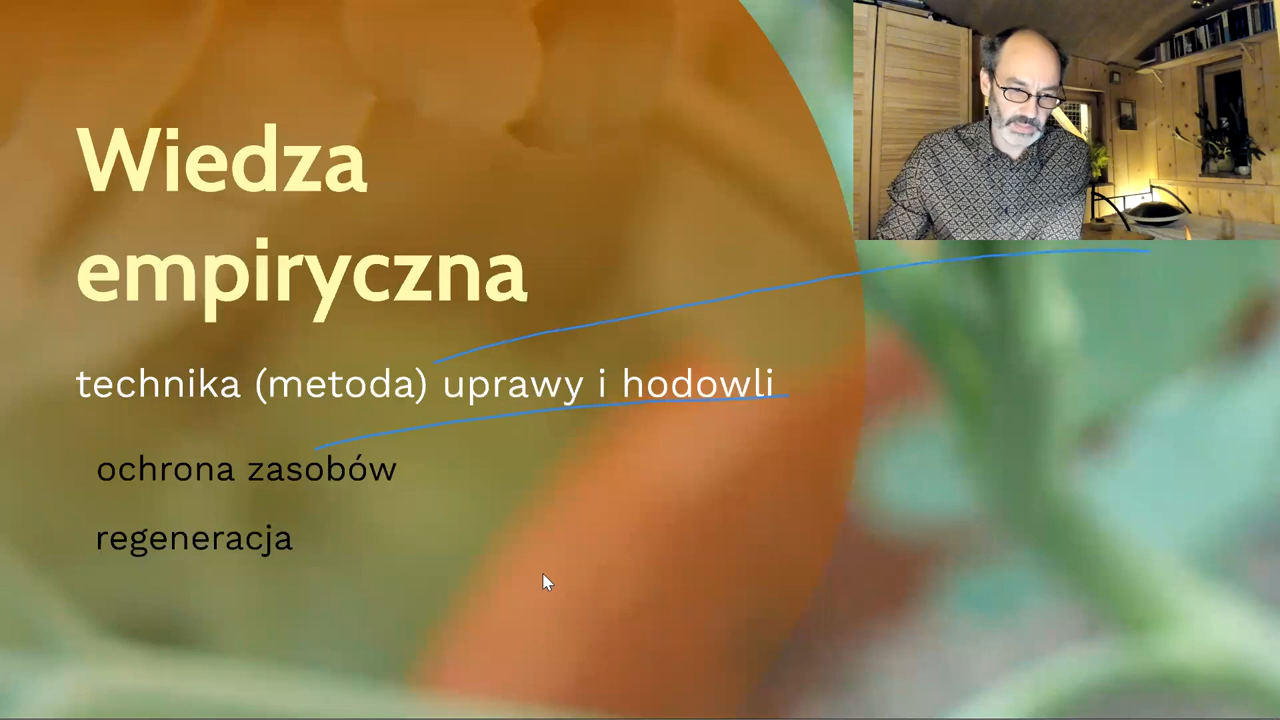 Wiedza
empiryczna
technika (metoda) uprawy i hodowli
ochrona zasobów
regeneracja